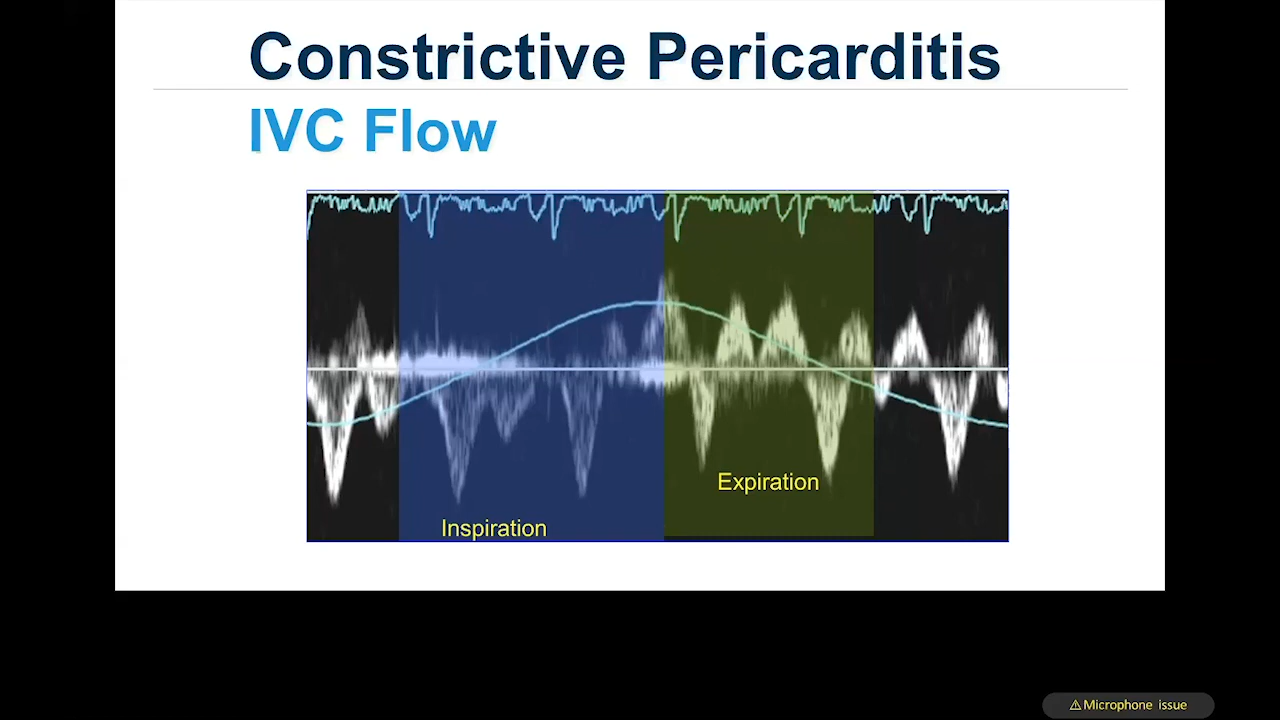 Constrictive Pericarditis
IVC Flow
Expiration
Inspiration
⚠Microphone issue